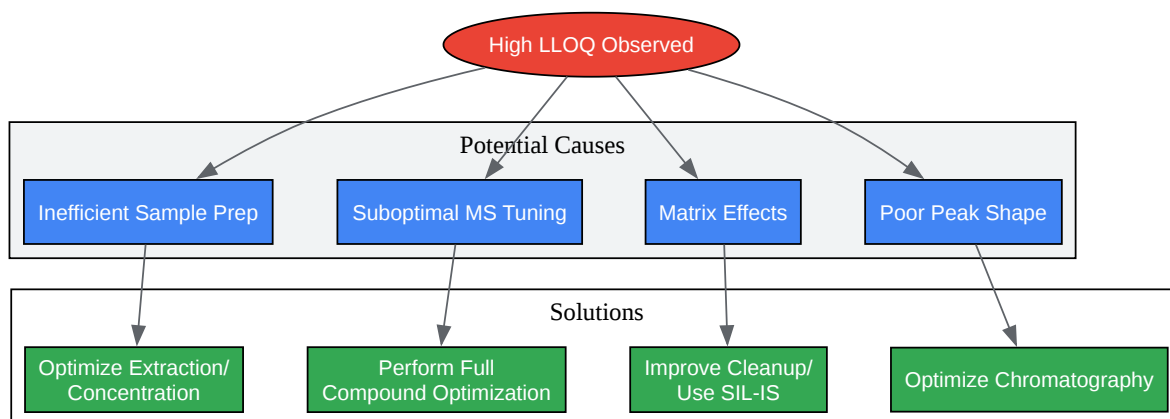 High LLOQ Observed
Potential Causes
Inefficient Sample Prep
Suboptimal MS Tuning
Matrix Effects
Poor Peak Shape
Solutions
Optimize Extraction/
Concentration
Perform Full
Compound Optimization
Improve Cleanup/
Use SIL-IS
Optimize Chromatography